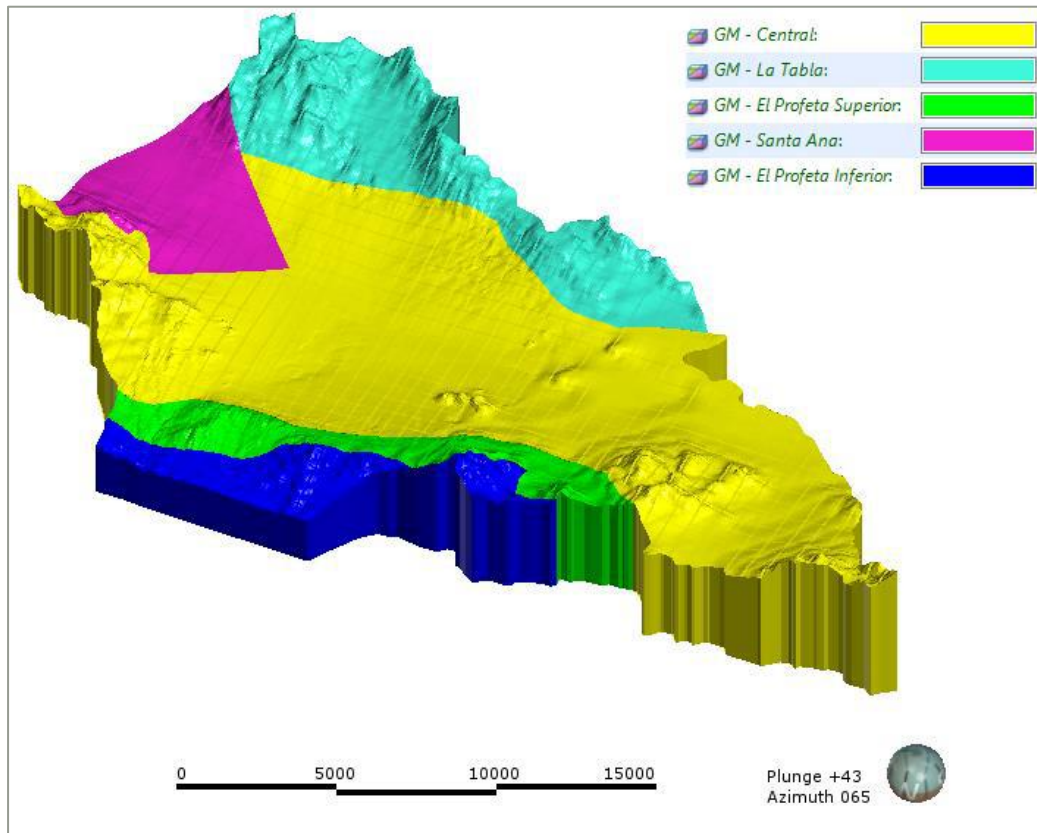 GM - Central:
GM - La Tabla:
GM - El Profeta Superior:
GM - Santa Ana:
GM - El Profeta Inferior:
0 5000 10000 15000
Plunge +43
Azimuth 065